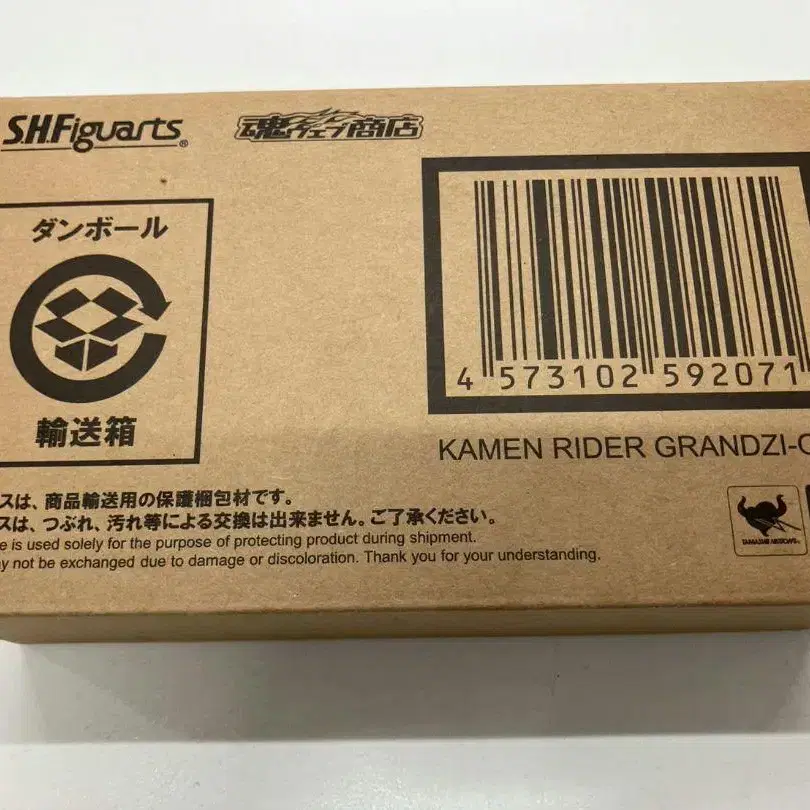 S.H.Figuarts®
魂ウェブ商店
ダンボール
輸送箱
4 573102 592071
KAMEN RIDER GRANDZI-O
スは、商品輸送用の保護梱包材です。
スは、つぶれ、汚れ等による交換は出来ません。ご了承ください。
e is used solely for the purpose of protecting product during shipment.
y not be exchanged due to damage or discoloration. Thank you for your understanding.
TAMASHII NATIONS